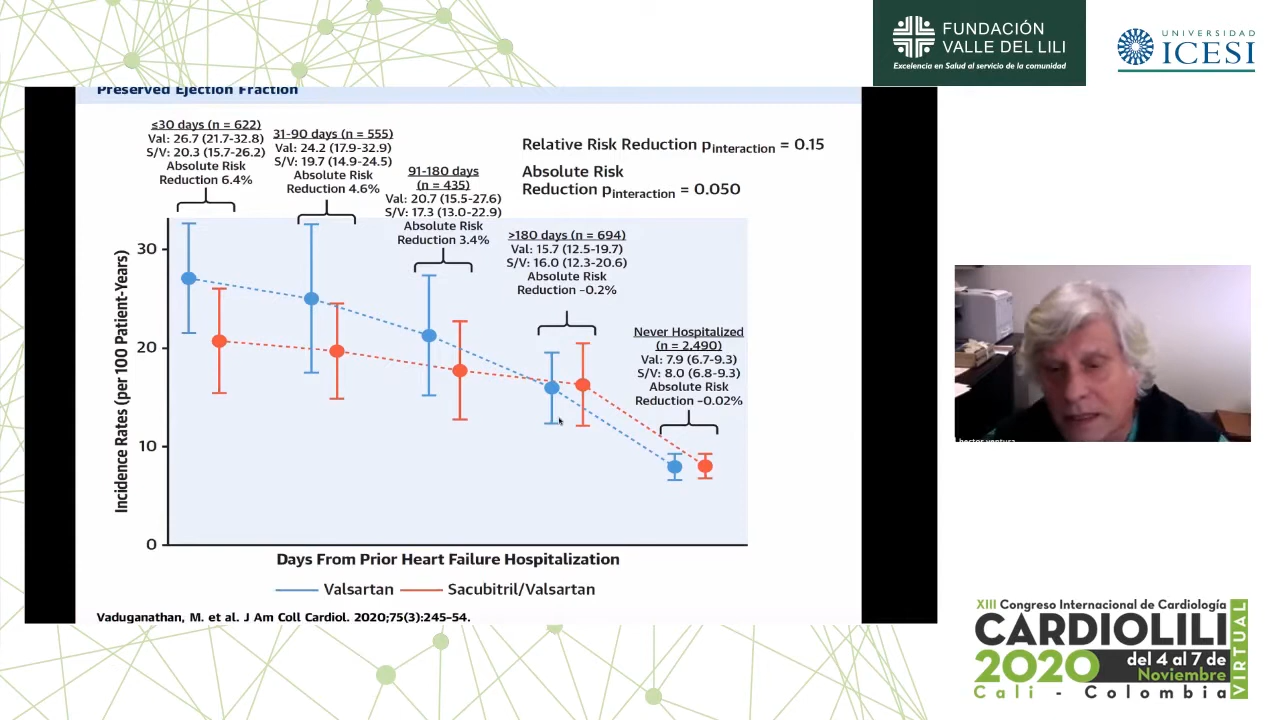 FUNDACIÓN
VALLE DEL LILI
Excelencia en Salud al servicio de la comunidad
UNIVERSIDAD
ICESI
Preserved Ejection Fraction
≤30 days (n = 622)
Val: 26.7 (21.7-32.8)
S/V: 20.3 (15.7-26.2)
Absolute Risk
Reduction 6.4%
31-90 days (n = 555)
Val: 24.2 (17.9-32.9)
S/V: 19.7 (14.9-24.5)
Absolute Risk
Reduction 4.6%
91-180 days
(n = 435)
Val: 20.7 (15.5-27.6)
S/V: 17.3 (13.0-22.9)
Absolute Risk
Reduction 3.4%
>180 days (n = 694)
Val: 15.7 (12.5-19.7)
S/V: 16.0 (12.3-20.6)
Absolute Risk
Reduction -0.2%
Never Hospitalized
(n = 2,490)
Val: 7.9 (6.7-9.3)
S/V: 8.0 (6.8-9.3)
Absolute Risk
Reduction -0.02%
Relative Risk Reduction pinteraction = 0.15
Absolute Risk
Reduction pinteraction = 0.050
Incidence Rates (per 100 Patient-Years)
30
20
10
0
Days From Prior Heart Failure Hospitalization
Valsartan
Sacubitril/Valsartan
Vaduganathan, M. et al. J Am Coll Cardiol. 2020;75(3):245-54.
hector ventura
XIII Congreso Internacional de Cardiología
CARDIOLILI
2020 del 4 al 7 de
Noviembre
Cali - Colombia
VIRTUAL